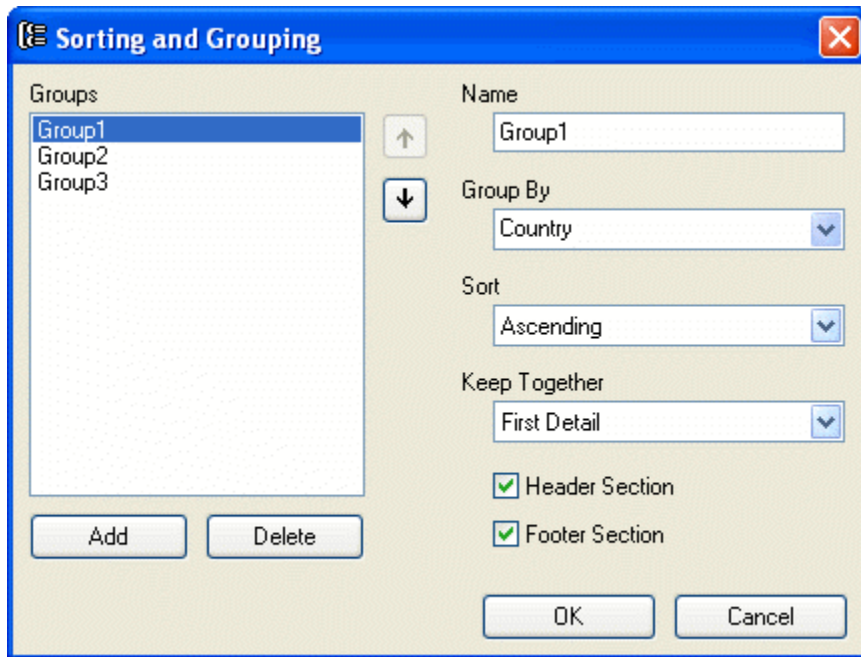 Sorting and Grouping
Groups
Group1
Group2
Group3
Add
Delete
Name
Group1
Group By
Country
Sort
Ascending
Keep Together
First Detail
Header Section
Footer Section
OK
Cancel